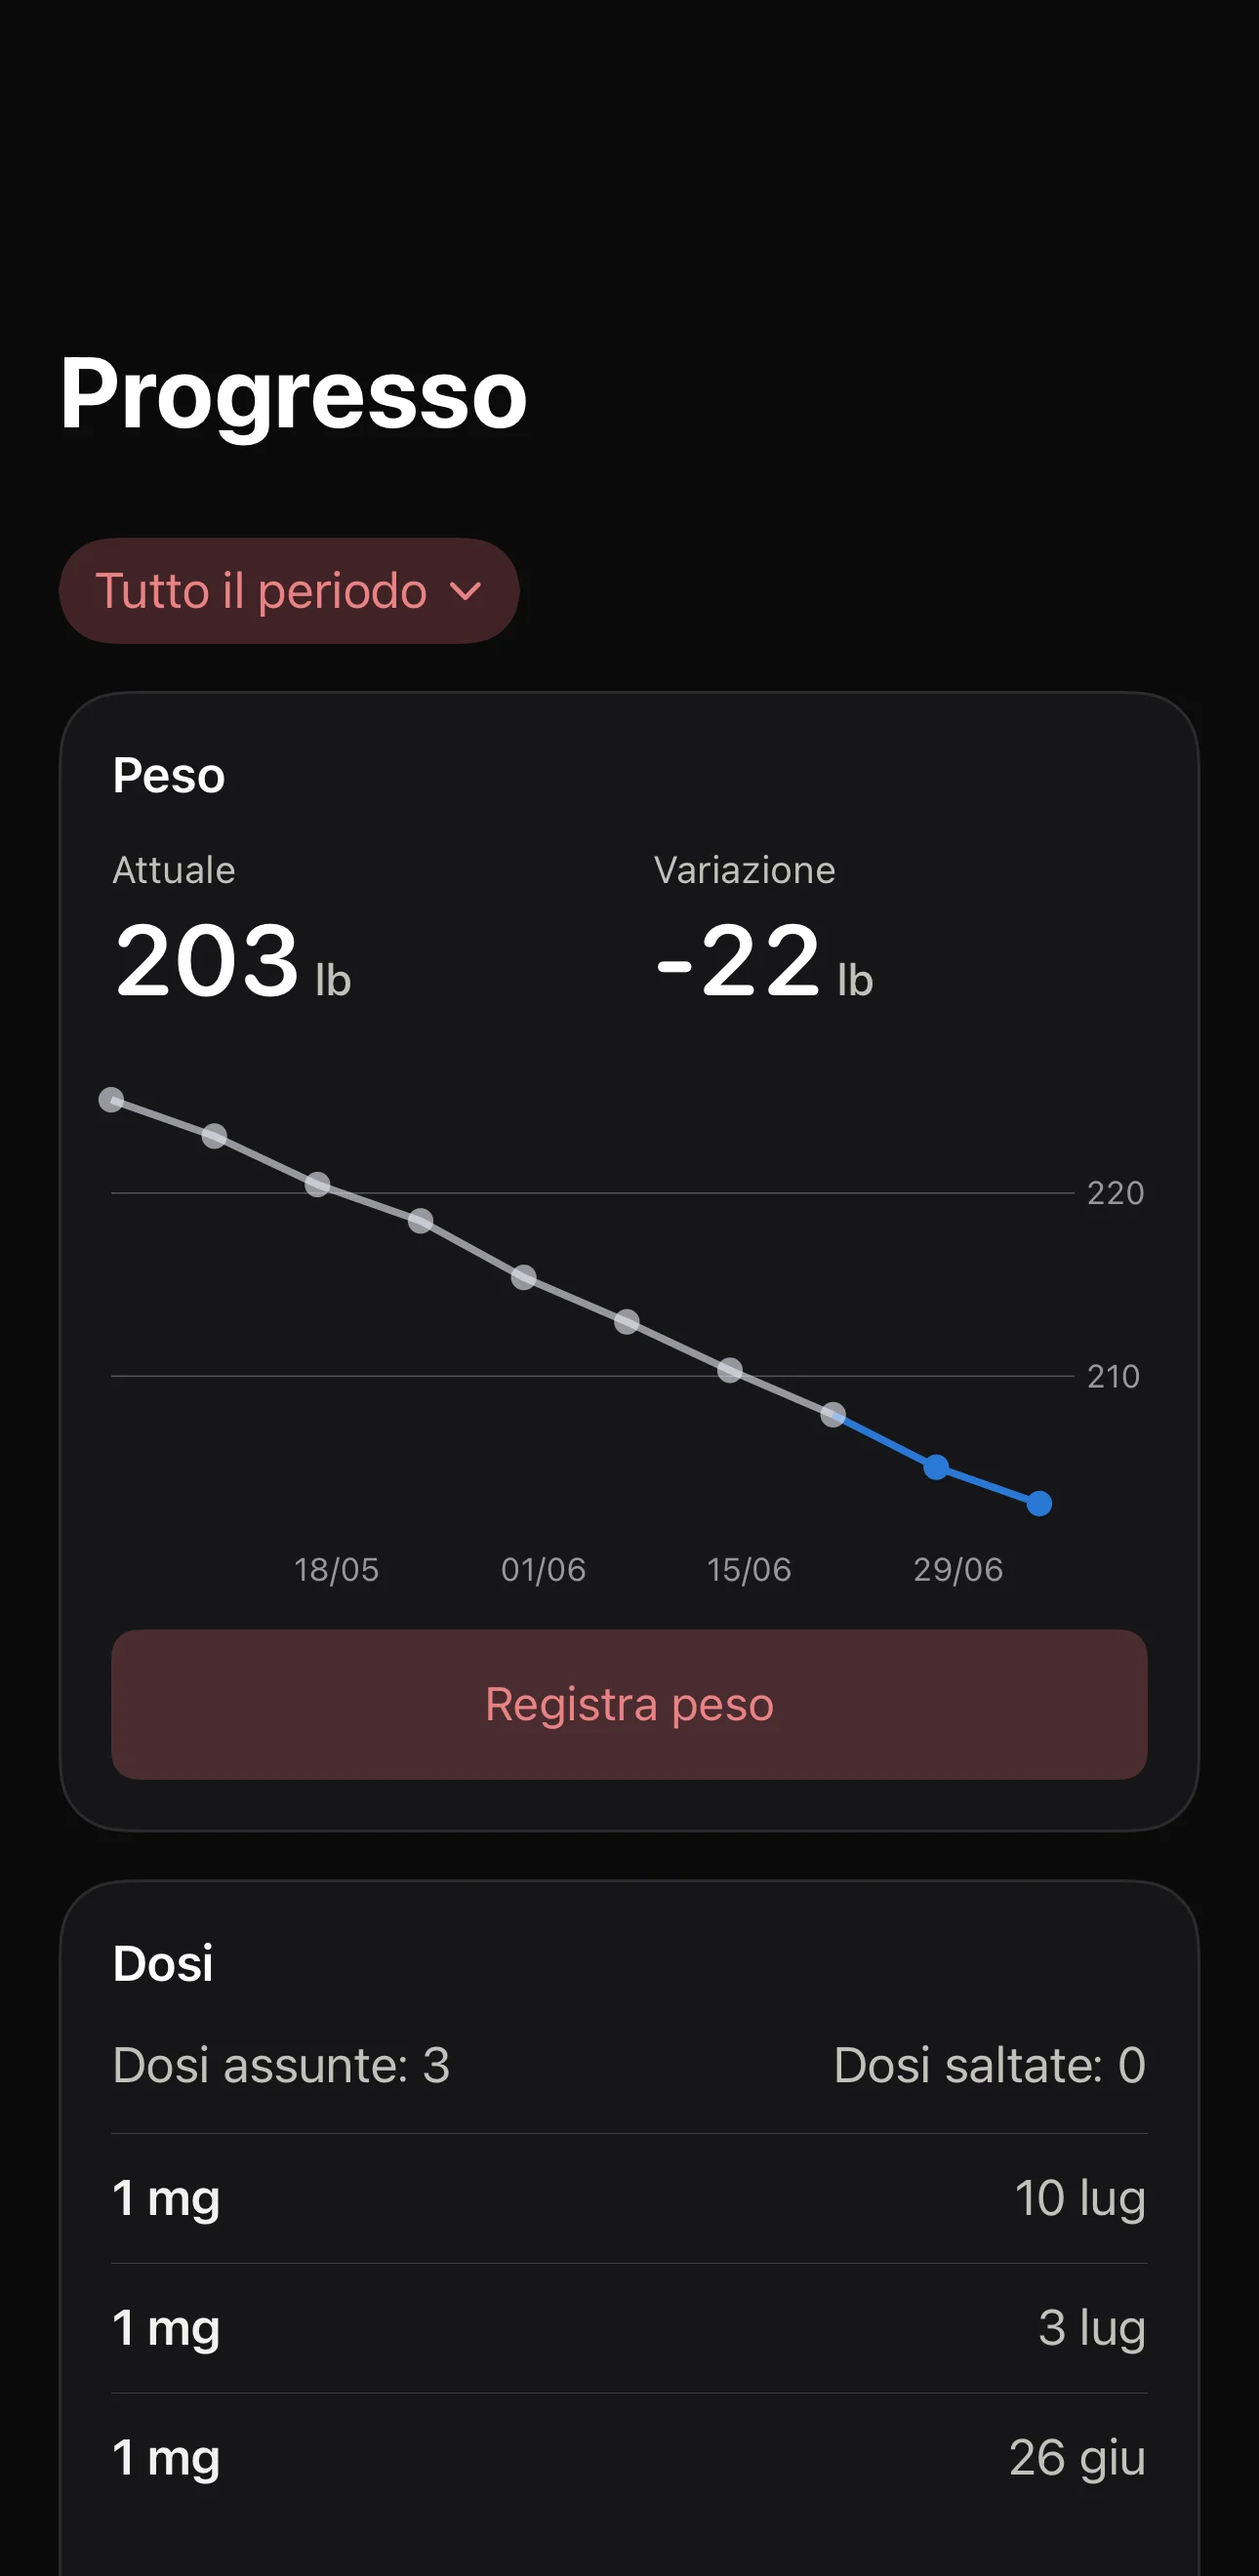 Progresso
Tutto il periodo
Peso
Attuale Variazione
203 lb -22 lb
220
210
18/05 01/06 15/06 29/06
Registra peso
Dosi
Dosi assunte: 3 Dosi saltate: 0
1 mg 10 lug
1 mg 3 lug
1 mg 26 giu